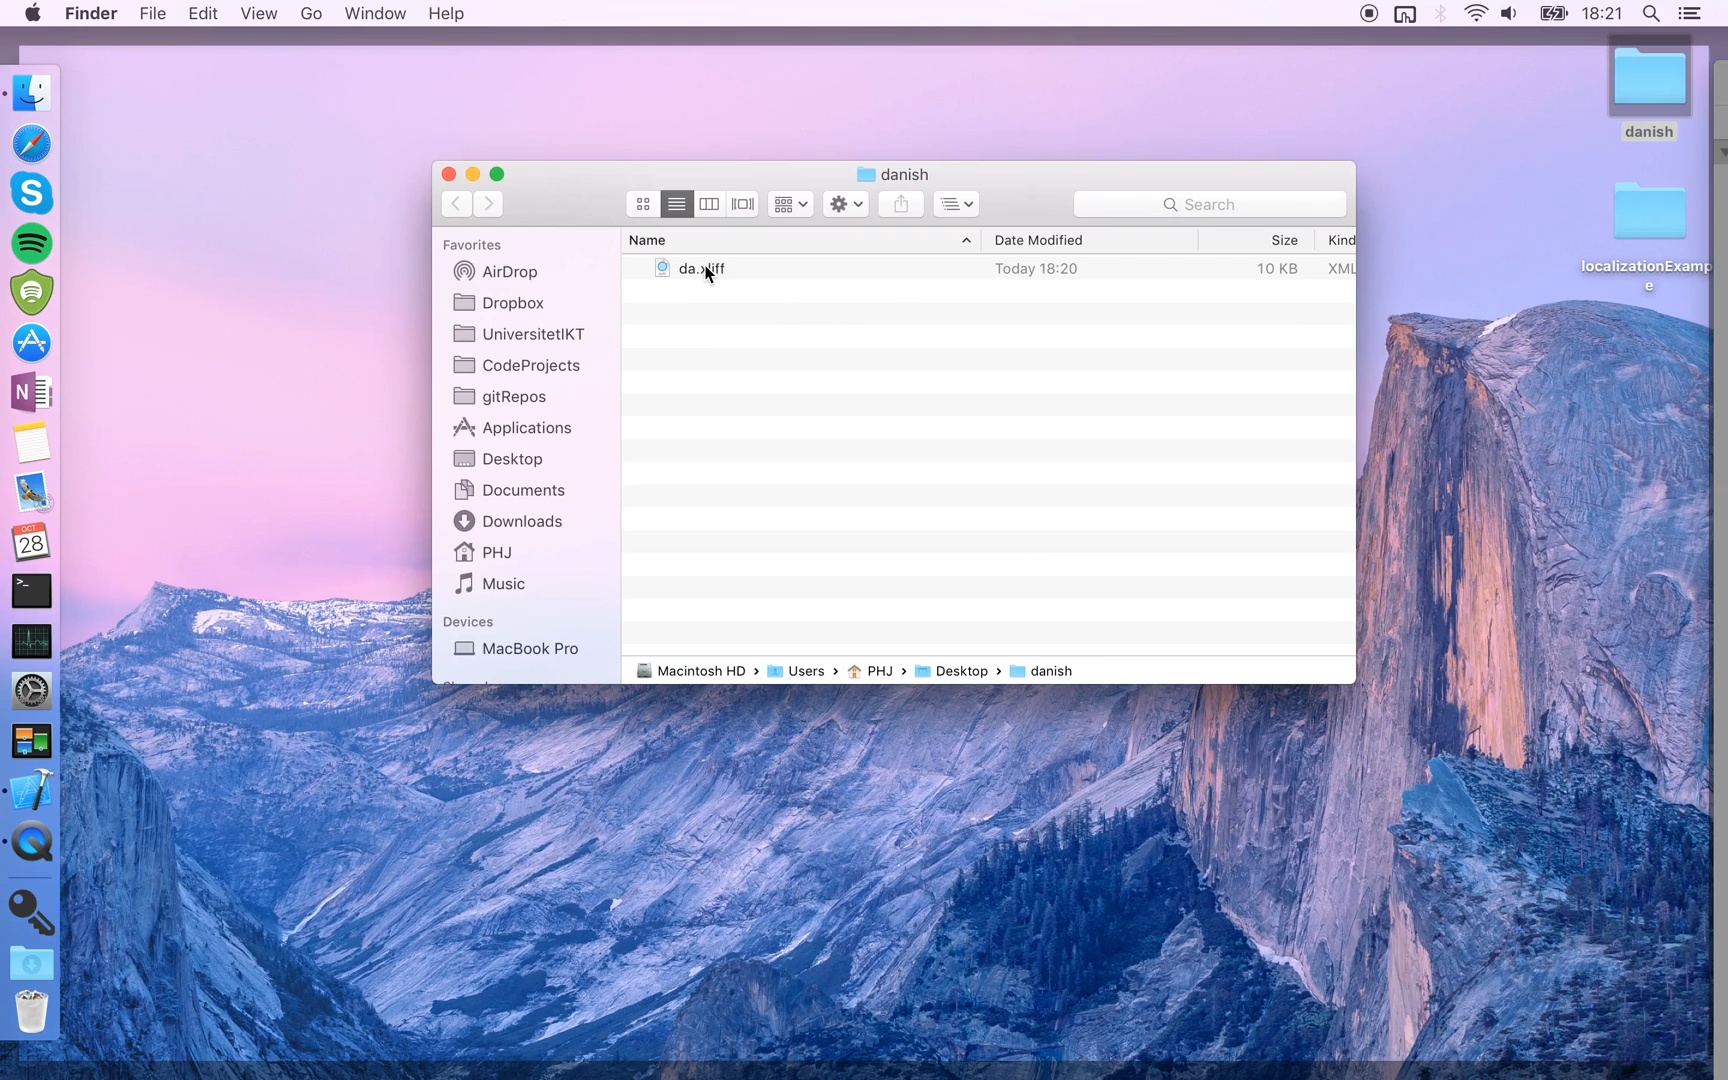 Finder File Edit View Go Window Help 18:21
danish
localizationExamp
e
danish
Search
Favorites
AirDrop
Dropbox
UniversitetIKT
CodeProjects
gitRepos
Applications
Desktop
Documents
Downloads
PHJ
Music
Devices
MacBook Pro
Name Date Modified Size Kind
Today 18:20 10 KB XML
Macintosh HD › Users › PHJ › Desktop › danish
OCT
28
N